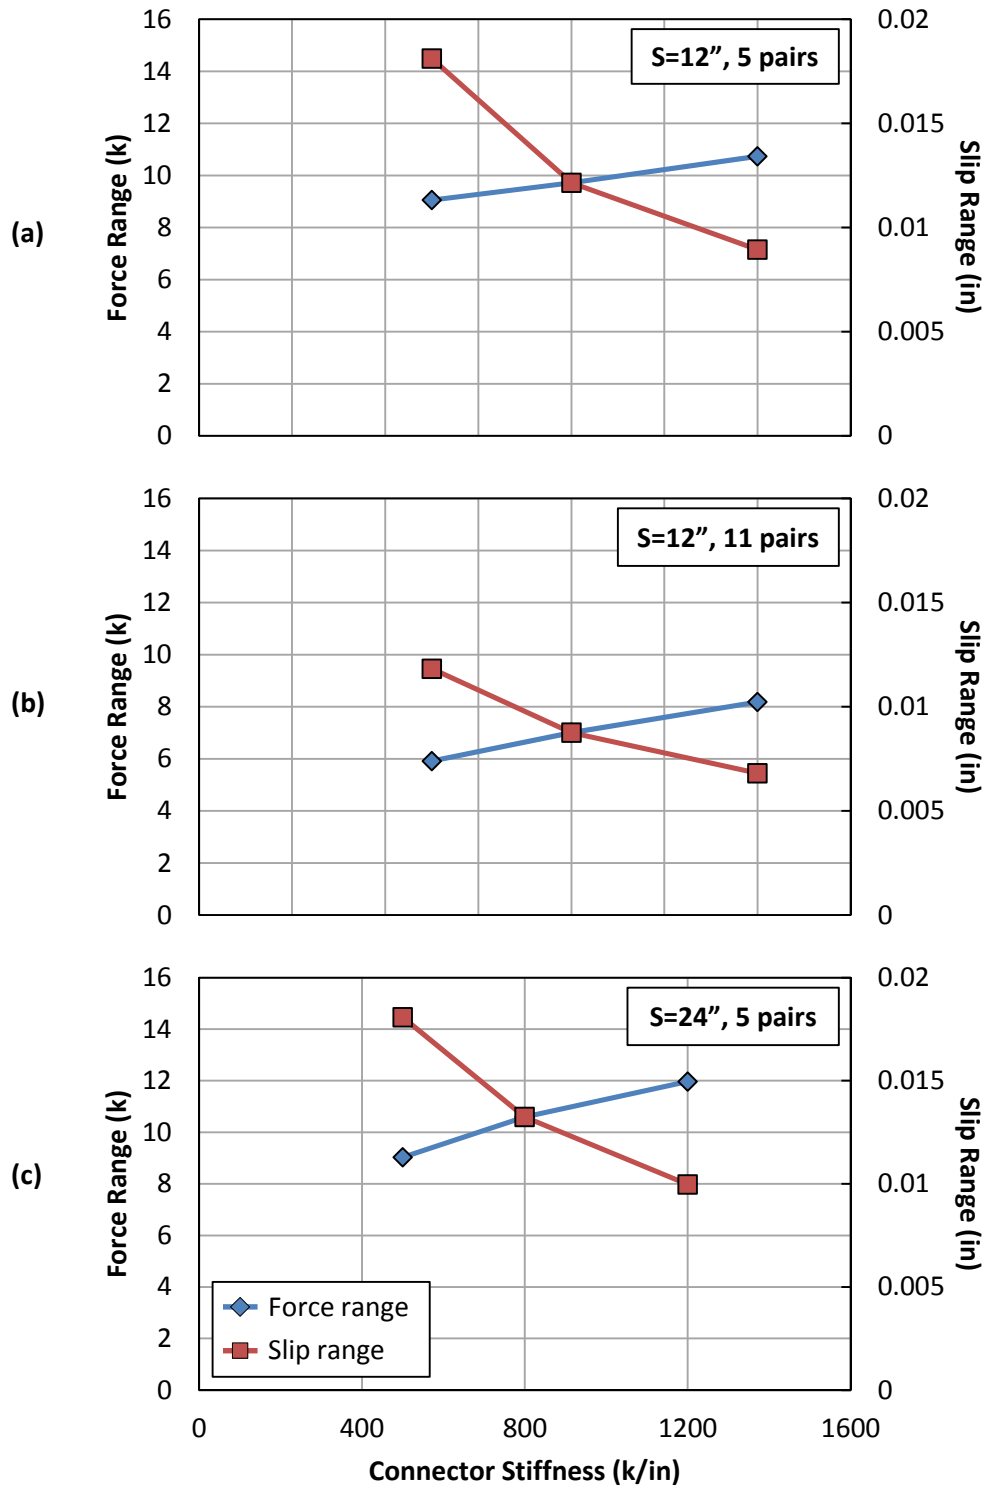 (a)
Force Range (k)
16
14
12
10
8
6
4
2
0
S=12”, 5 pairs
0.02
0.015
0.01
0.005
0
Slip Range (in)
(b)
Force Range (k)
16
14
12
10
8
6
4
2
0
S=12”, 11 pairs
0.02
0.015
0.01
0.005
0
Slip Range (in)
(c)
Force Range (k)
16
14
12
10
8
6
4
2
0
S=24”, 5 pairs
Force range
Slip range
0.02
0.015
0.01
0.005
0
Slip Range (in)
0 400 800 1200 1600
Connector Stiffness (k/in)